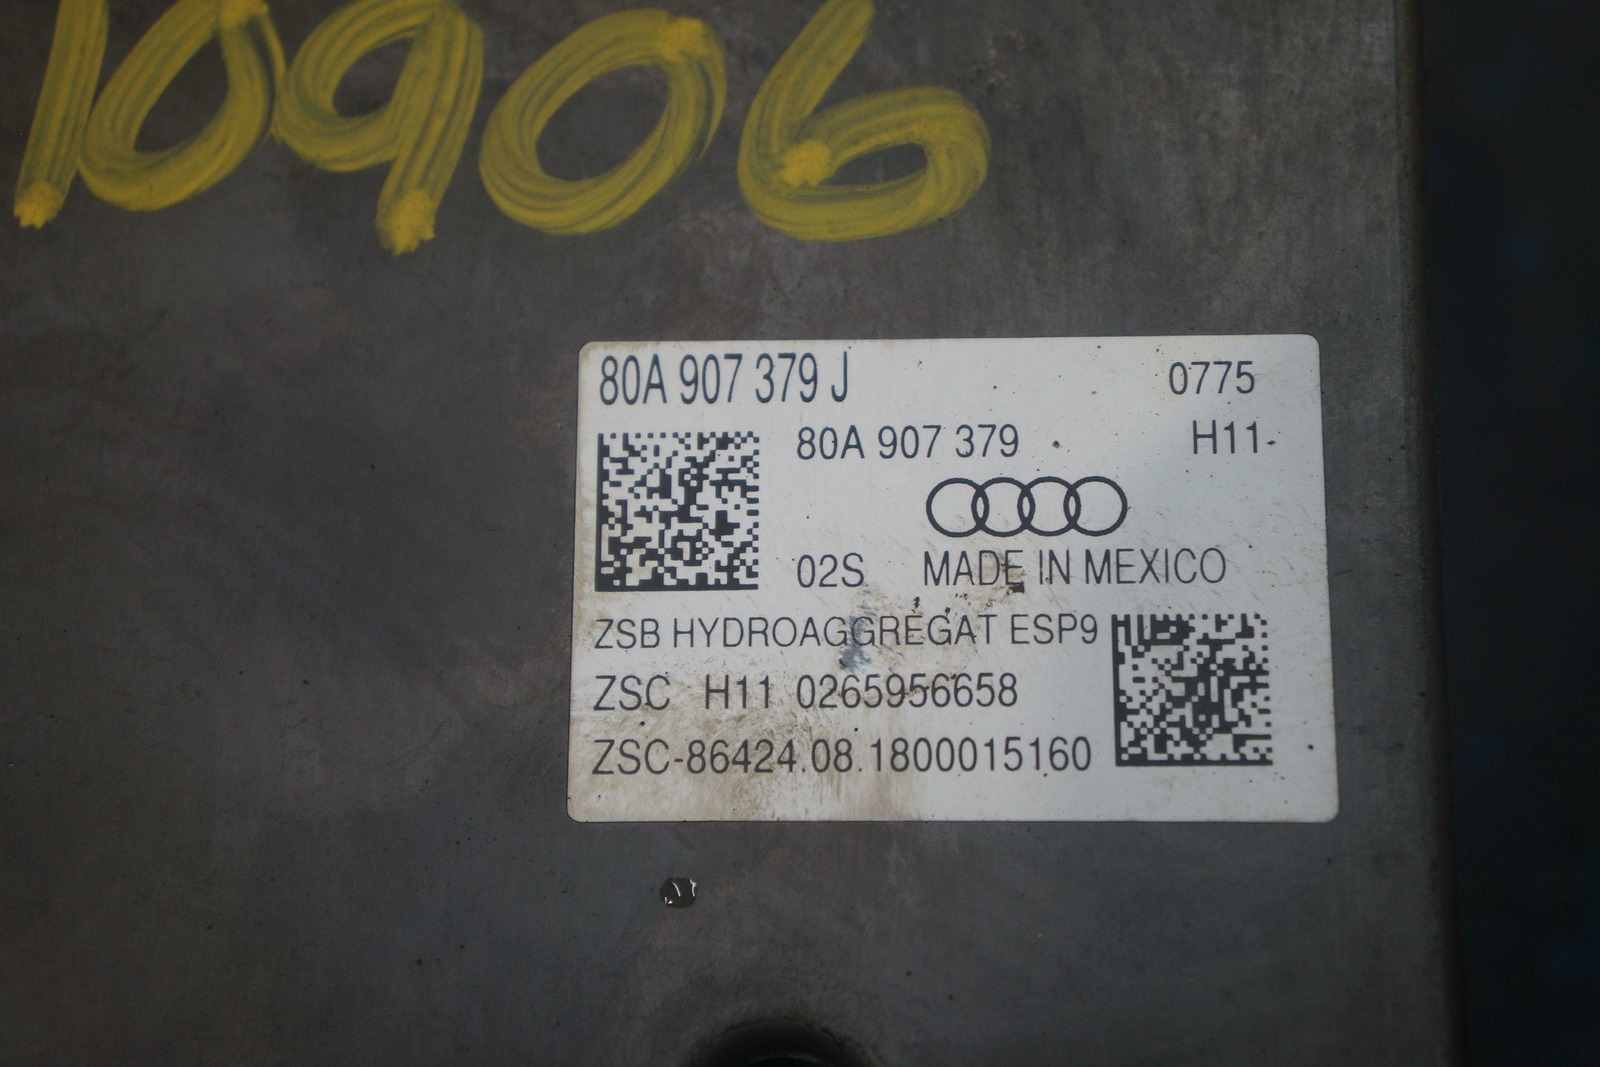 10906
80A 907 379 J 0775
80A 907 379 H11
02S MADE IN MEXICO
ZSB HYDROAGGREGAT ESP9
ZSC H11 0265956658
ZSC-86424.08.1800015160